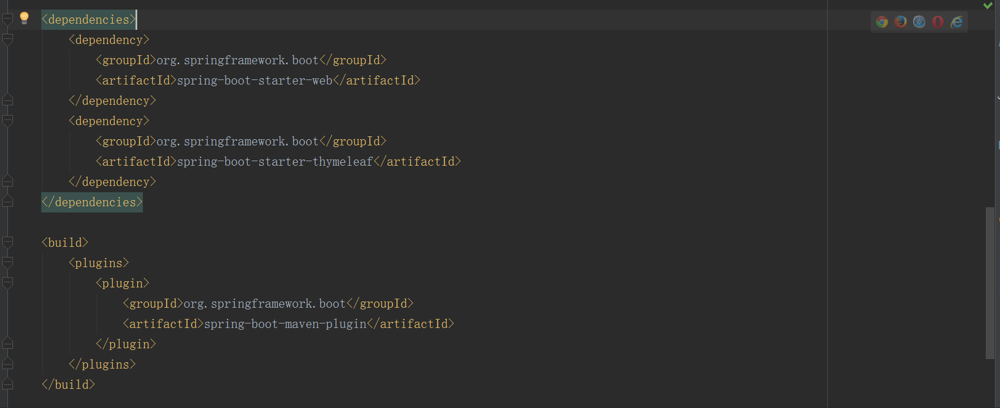 <dependencies>
    <dependency>
        <groupId>org.springframework.boot</groupId>
        <artifactId>spring-boot-starter-web</artifactId>
    </dependency>
    <dependency>
        <groupId>org.springframework.boot</groupId>
        <artifactId>spring-boot-starter-thymeleaf</artifactId>
    </dependency>
</dependencies>

<build>
    <plugins>
        <plugin>
            <groupId>org.springframework.boot</groupId>
            <artifactId>spring-boot-maven-plugin</artifactId>
        </plugin>
    </plugins>
</build>